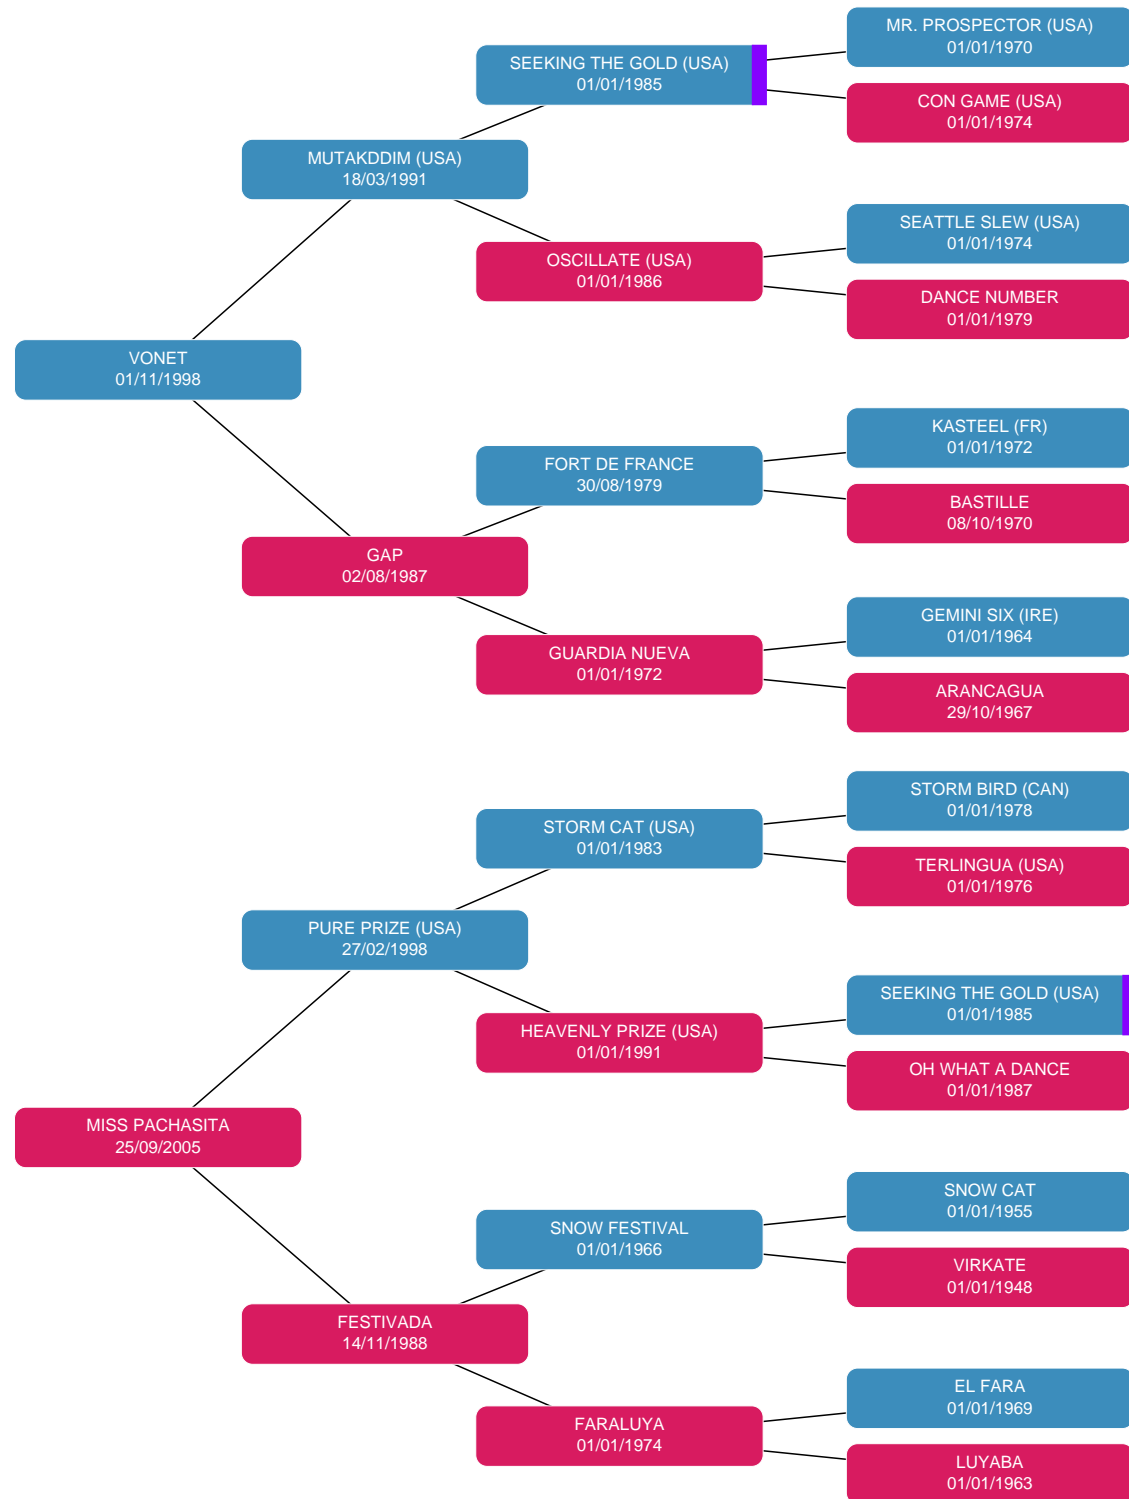 MR. PROSPECTOR (USA)
01/01/1970
SEEKING THE GOLD (USA)
01/01/1985
CON GAME (USA)
01/01/1974
MUTAKDDIM (USA)
18/03/1991
SEATTLE SLEW (USA)
01/01/1974
OSCILLATE (USA)
01/01/1986
DANCE NUMBER
01/01/1979
VONET
01/11/1998
KASTEEL (FR)
01/01/1972
FORT DE FRANCE
30/08/1979
BASTILLE
08/10/1970
GAP
02/08/1987
GEMINI SIX (IRE)
01/01/1964
GUARDIA NUEVA
01/01/1972
ARANCAGUA
29/10/1967
STORM BIRD (CAN)
01/01/1978
STORM CAT (USA)
01/01/1983
TERLINGUA (USA)
01/01/1976
PURE PRIZE (USA)
27/02/1998
SEEKING THE GOLD (USA)
01/01/1985
HEAVENLY PRIZE (USA)
01/01/1991
OH WHAT A DANCE
01/01/1987
MISS PACHASITA
25/09/2005
SNOW CAT
01/01/1955
SNOW FESTIVAL
01/01/1966
VIRKATE
01/01/1948
FESTIVADA
14/11/1988
EL FARA
01/01/1969
FARALUYA
01/01/1974
LUYABA
01/01/1963